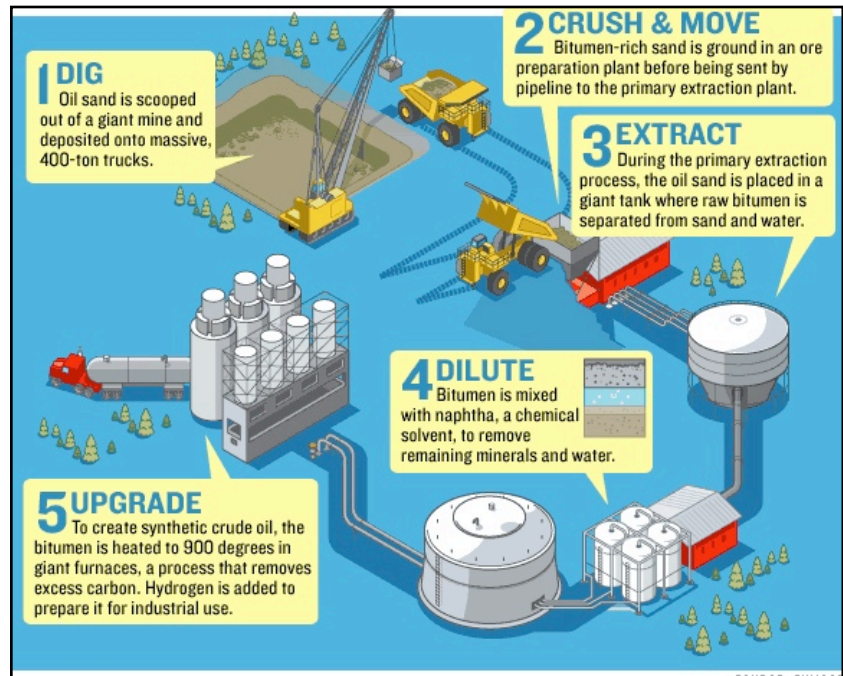 1 DIG
Oil sand is scooped
out of a giant mine and
deposited onto massive,
400-ton trucks.
2 CRUSH & MOVE
Bitumen-rich sand is ground in an ore
preparation plant before being sent by
pipeline to the primary extraction plant.
3 EXTRACT
During the primary extraction
process, the oil sand is placed in a
giant tank where raw bitumen is
separated from sand and water.
4 DILUTE
Bitumen is mixed
with naphtha, a chemical
solvent, to remove
remaining minerals and water.
5 UPGRADE
To create synthetic crude oil, the
bitumen is heated to 900 degrees in
giant furnaces, a process that removes
excess carbon. Hydrogen is added to
prepare it for industrial use.